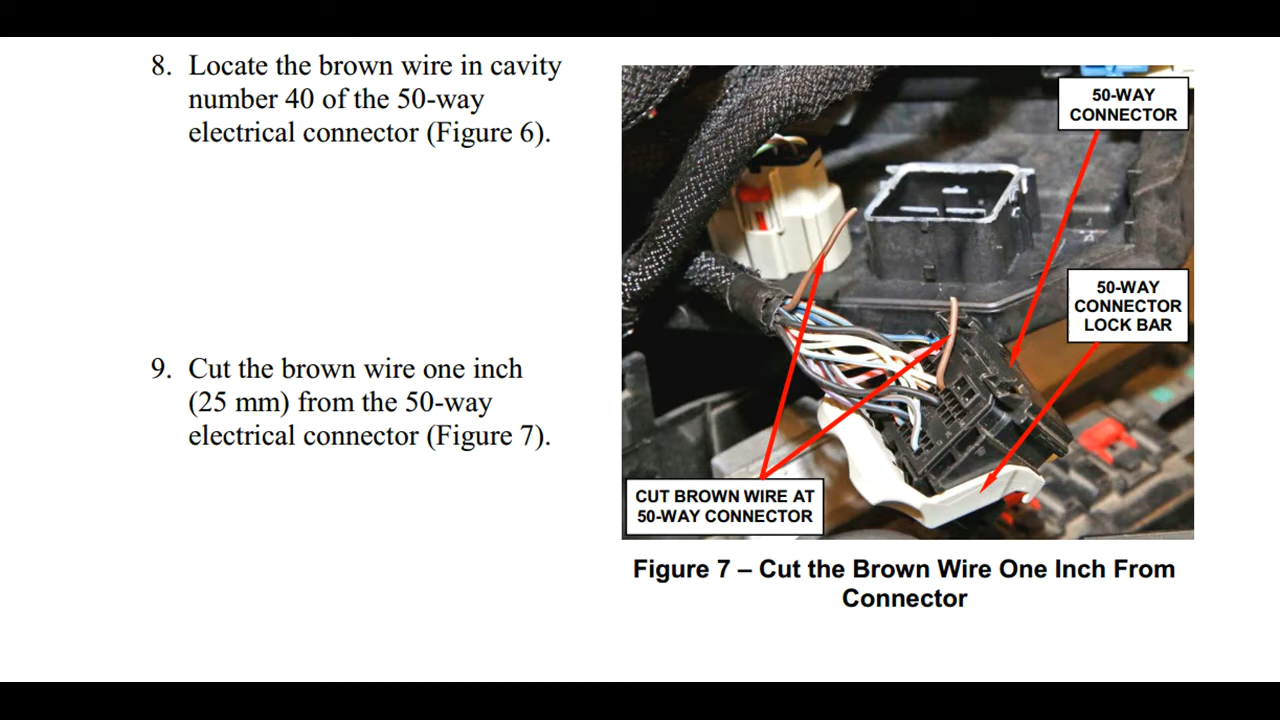 8. Locate the brown wire in cavity
number 40 of the 50-way
electrical connector (Figure 6).
9. Cut the brown wire one inch
(25 mm) from the 50-way
electrical connector (Figure 7).
50-WAY
CONNECTOR
50-WAY
CONNECTOR
LOCK BAR
CUT BROWN WIRE AT
50-WAY CONNECTOR
Figure 7 – Cut the Brown Wire One Inch From
Connector